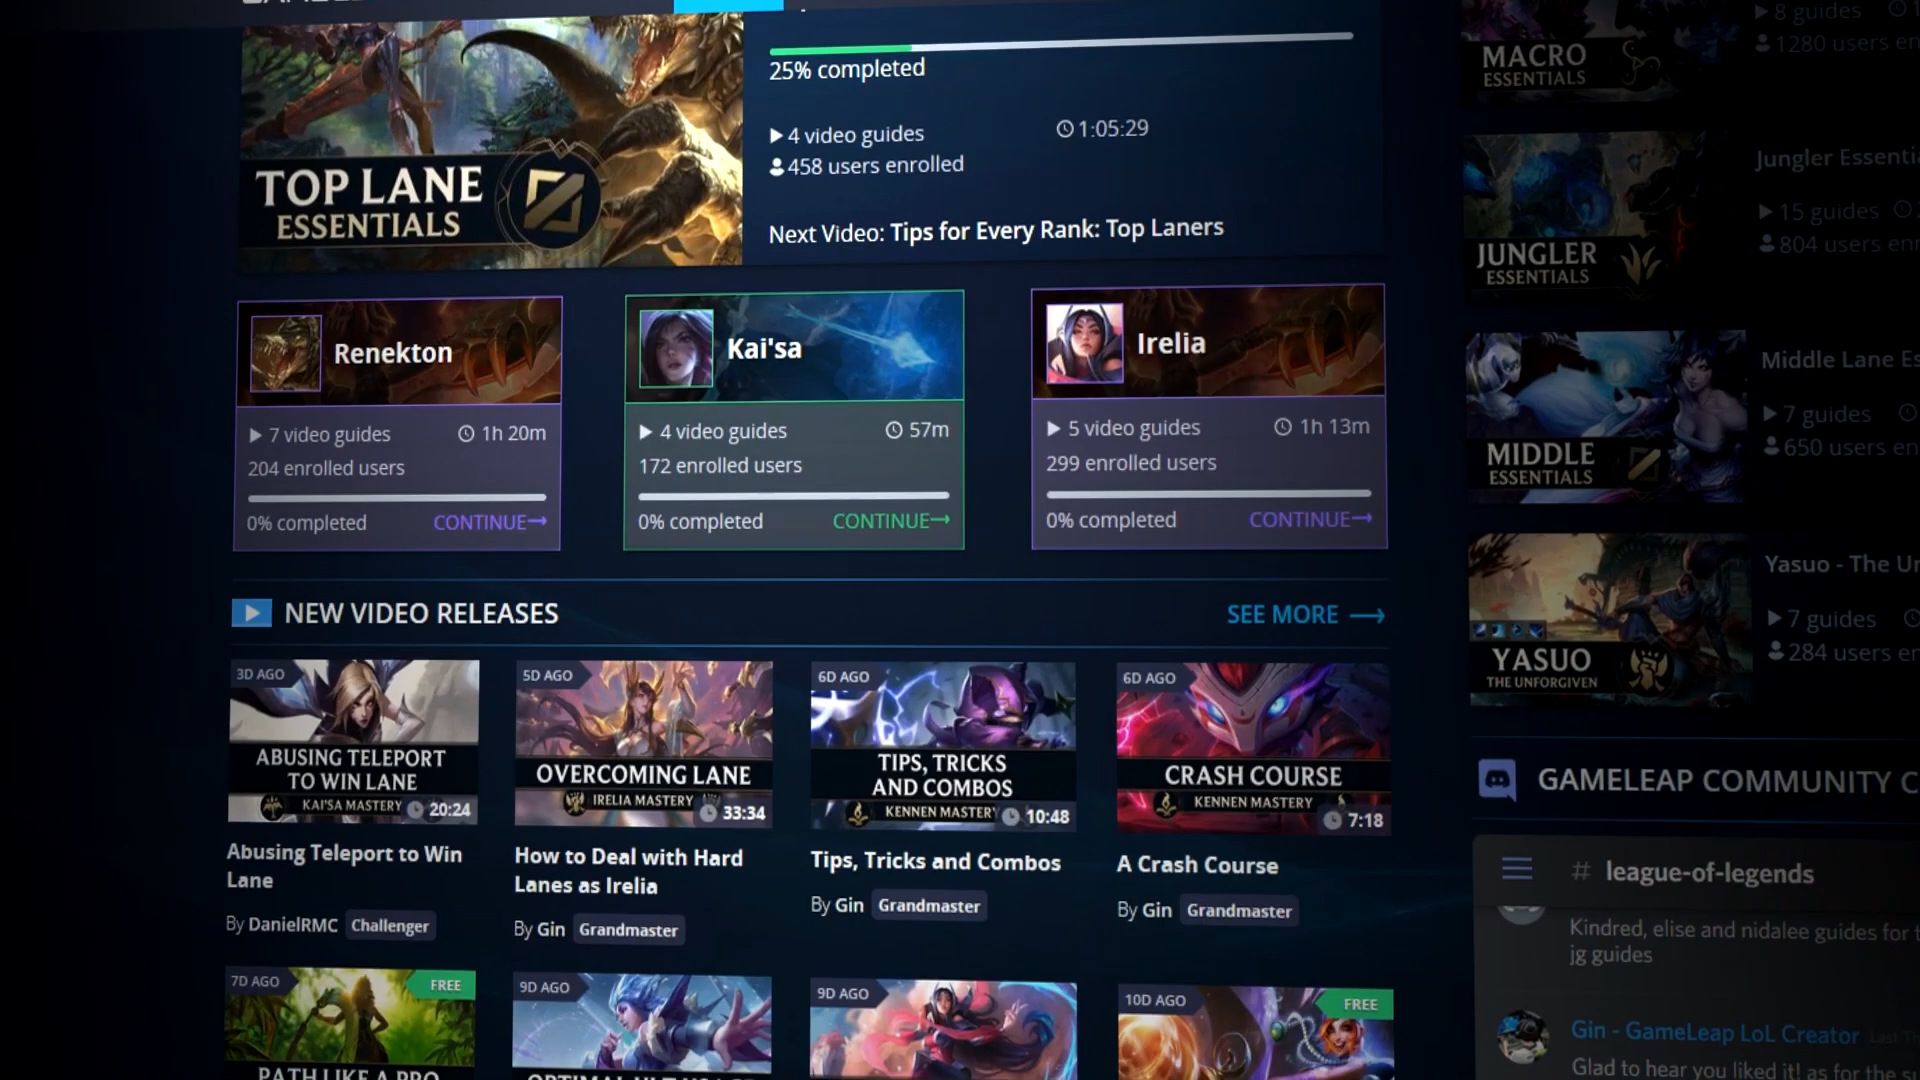 25% completed
4 video guides
1:05:29
458 users enrolled
Next Video: Tips for Every Rank: Top Laners
TOP LANE
ESSENTIALS
Renekton
7 video guides
1h 20m
204 enrolled users
0% completed
CONTINUE
Kai'sa
4 video guides
57m
172 enrolled users
0% completed
CONTINUE
Irelia
5 video guides
1h 13m
299 enrolled users
0% completed
CONTINUE
NEW VIDEO RELEASES
SEE MORE
3D AGO
ABUSING TELEPORT
TO WIN LANE
KAI'SA MASTERY
20:24
Abusing Teleport to Win
Lane
By DanielRMC Challenger
5D AGO
OVERCOMING LANE
IRELIA MASTERY
33:34
How to Deal with Hard
Lanes as Irelia
By Gin Grandmaster
6D AGO
TIPS, TRICKS
AND COMBOS
KENNEN MASTERY
10:48
Tips, Tricks and Combos
By Gin Grandmaster
6D AGO
CRASH COURSE
KENNEN MASTERY
7:18
A Crash Course
By Gin Grandmaster
7D AGO
FREE
PATH LIKE A PRO
9D AGO
9D AGO
10D AGO
FREE
MACRO
ESSENTIALS
8 guides
1280 users en
JUNGLER
ESSENTIALS
Jungler Essentia
15 guides
804 users en
MIDDLE
ESSENTIALS
Middle Lane Es
7 guides
650 users en
YASUO
THE UNFORGIVEN
Yasuo - The Un
7 guides
284 users en
GAMELEAP COMMUNITY C
# league-of-legends
Kindred, elise and nidalee guides for t
jg guides
Gin - GameLeap LoL Creator
Glad to hear you liked it! as for the su